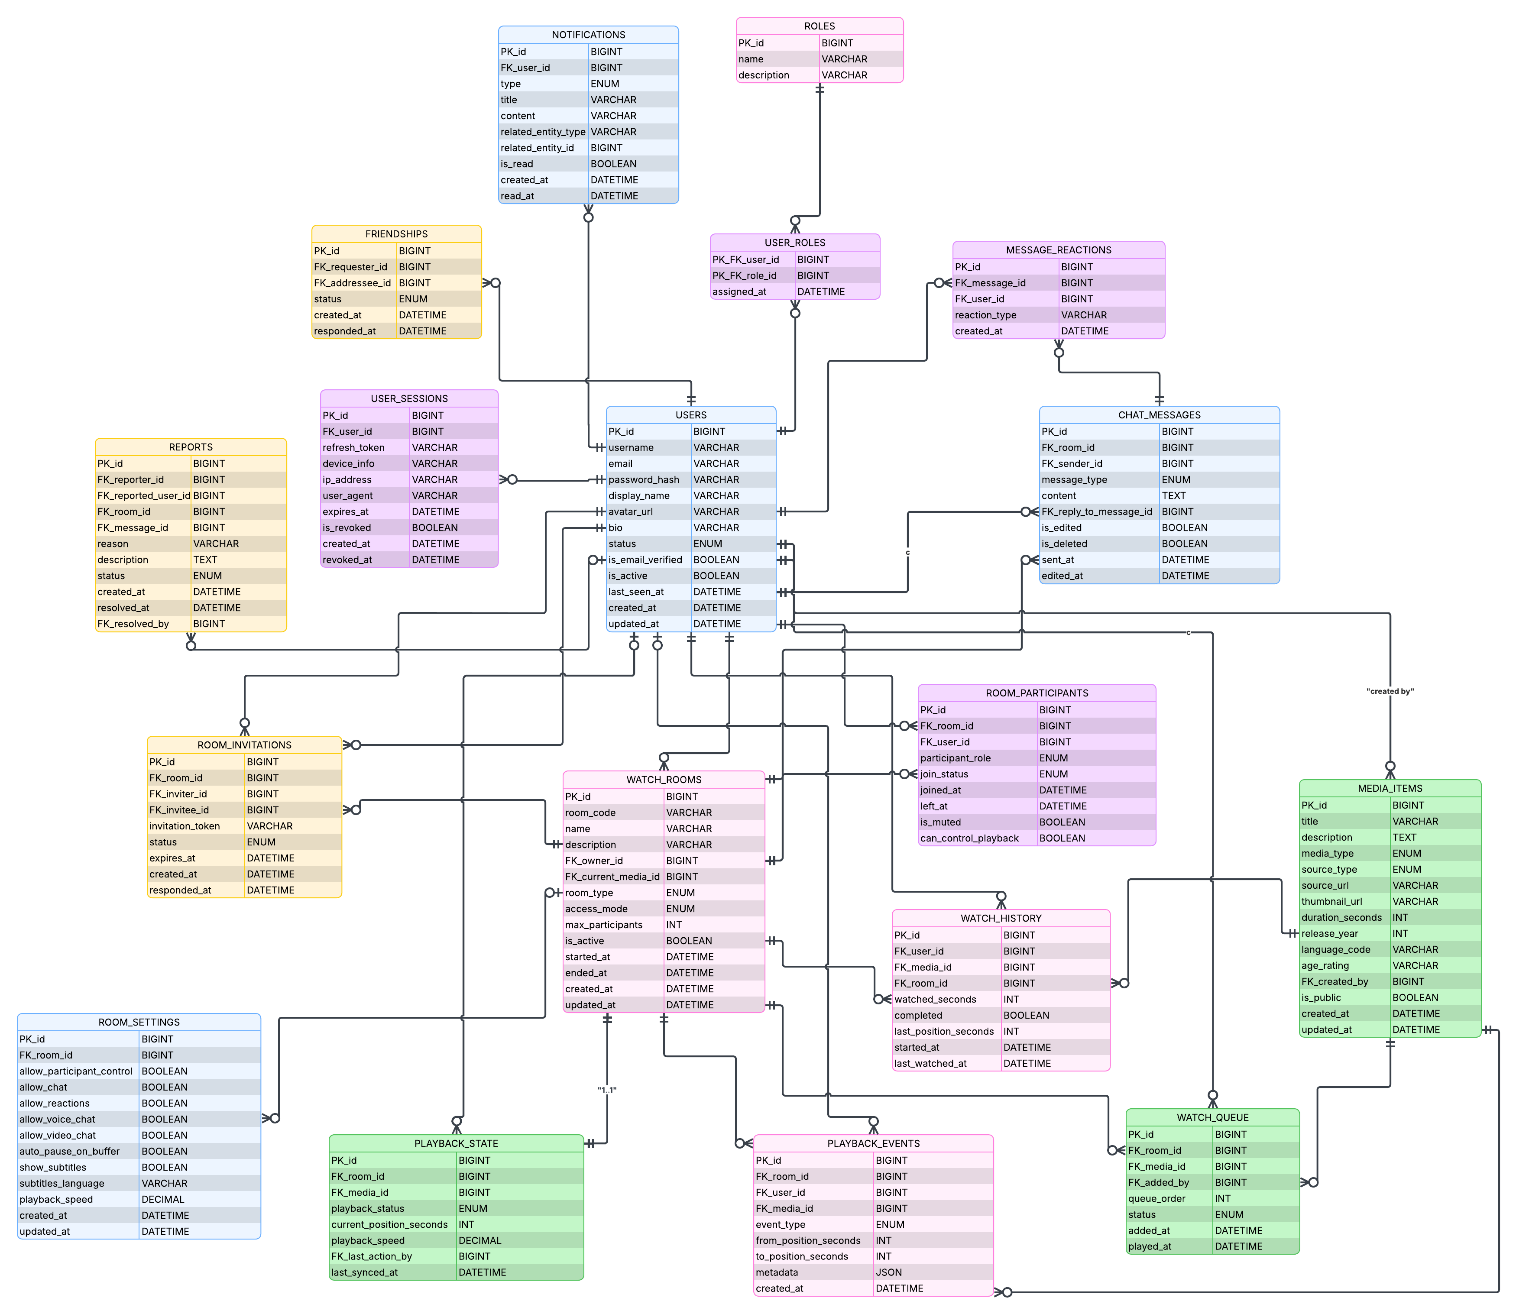 NOTIFICATIONS
PK_id BIGINT
FK_user_id BIGINT
type ENUM
title VARCHAR
content VARCHAR
related_entity_type VARCHAR
related_entity_id BIGINT
is_read BOOLEAN
created_at DATETIME
read_at DATETIME
ROLES
PK_id BIGINT
name VARCHAR
description VARCHAR
FRIENDSHIPS
PK_id BIGINT
FK_requester_id BIGINT
FK_addressee_id BIGINT
status ENUM
created_at DATETIME
responded_at DATETIME
USER_ROLES
PK_FK_user_id BIGINT
PK_FK_role_id BIGINT
assigned_at DATETIME
MESSAGE_REACTIONS
PK_id BIGINT
FK_message_id BIGINT
FK_user_id BIGINT
reaction_type VARCHAR
created_at DATETIME
USER_SESSIONS
PK_id BIGINT
FK_user_id BIGINT
refresh_token VARCHAR
device_info VARCHAR
ip_address VARCHAR
user_agent VARCHAR
expires_at DATETIME
is_revoked BOOLEAN
created_at DATETIME
revoked_at DATETIME
REPORTS
PK_id BIGINT
FK_reporter_id BIGINT
FK_reported_user_id BIGINT
FK_room_id BIGINT
FK_message_id BIGINT
reason VARCHAR
description TEXT
status ENUM
created_at DATETIME
resolved_at DATETIME
FK_resolved_by BIGINT
USERS
PK_id BIGINT
username VARCHAR
email VARCHAR
password_hash VARCHAR
display_name VARCHAR
avatar_url VARCHAR
bio VARCHAR
status ENUM
is_email_verified BOOLEAN
is_active BOOLEAN
last_seen_at DATETIME
created_at DATETIME
updated_at DATETIME
CHAT_MESSAGES
PK_id BIGINT
FK_room_id BIGINT
FK_sender_id BIGINT
message_type ENUM
content TEXT
FK_reply_to_message_id BIGINT
is_edited BOOLEAN
is_deleted BOOLEAN
sent_at DATETIME
edited_at DATETIME
c
c
"created by"
ROOM_PARTICIPANTS
PK_id BIGINT
FK_room_id BIGINT
FK_user_id BIGINT
participant_role ENUM
join_status ENUM
joined_at DATETIME
left_at DATETIME
is_muted BOOLEAN
can_control_playback BOOLEAN
ROOM_INVITATIONS
PK_id BIGINT
FK_room_id BIGINT
FK_inviter_id BIGINT
FK_invitee_id BIGINT
invitation_token VARCHAR
status ENUM
expires_at DATETIME
created_at DATETIME
responded_at DATETIME
WATCH_ROOMS
PK_id BIGINT
room_code VARCHAR
name VARCHAR
description VARCHAR
FK_owner_id BIGINT
FK_current_media_id BIGINT
room_type ENUM
access_mode ENUM
max_participants INT
is_active BOOLEAN
started_at DATETIME
ended_at DATETIME
created_at DATETIME
updated_at DATETIME
MEDIA_ITEMS
PK_id BIGINT
title VARCHAR
description TEXT
media_type ENUM
source_type ENUM
source_url VARCHAR
thumbnail_url VARCHAR
duration_seconds INT
release_year INT
language_code VARCHAR
age_rating VARCHAR
FK_created_by BIGINT
is_public BOOLEAN
created_at DATETIME
updated_at DATETIME
WATCH_HISTORY
PK_id BIGINT
FK_user_id BIGINT
FK_media_id BIGINT
FK_room_id BIGINT
watched_seconds INT
completed BOOLEAN
last_position_seconds INT
started_at DATETIME
last_watched_at DATETIME
ROOM_SETTINGS
PK_id BIGINT
FK_room_id BIGINT
allow_participant_control BOOLEAN
allow_chat BOOLEAN
allow_reactions BOOLEAN
allow_voice_chat BOOLEAN
allow_video_chat BOOLEAN
auto_pause_on_buffer BOOLEAN
show_subtitles BOOLEAN
subtitles_language VARCHAR
playback_speed DECIMAL
created_at DATETIME
updated_at DATETIME
"1..1"
PLAYBACK_STATE
PK_id BIGINT
FK_room_id BIGINT
FK_media_id BIGINT
playback_status ENUM
current_position_seconds INT
playback_speed DECIMAL
FK_last_action_by BIGINT
last_synced_at DATETIME
PLAYBACK_EVENTS
PK_id BIGINT
FK_room_id BIGINT
FK_user_id BIGINT
FK_media_id BIGINT
event_type ENUM
from_position_seconds INT
to_position_seconds INT
metadata JSON
created_at DATETIME
WATCH_QUEUE
PK_id BIGINT
FK_room_id BIGINT
FK_media_id BIGINT
FK_added_by BIGINT
queue_order INT
status ENUM
added_at DATETIME
played_at DATETIME